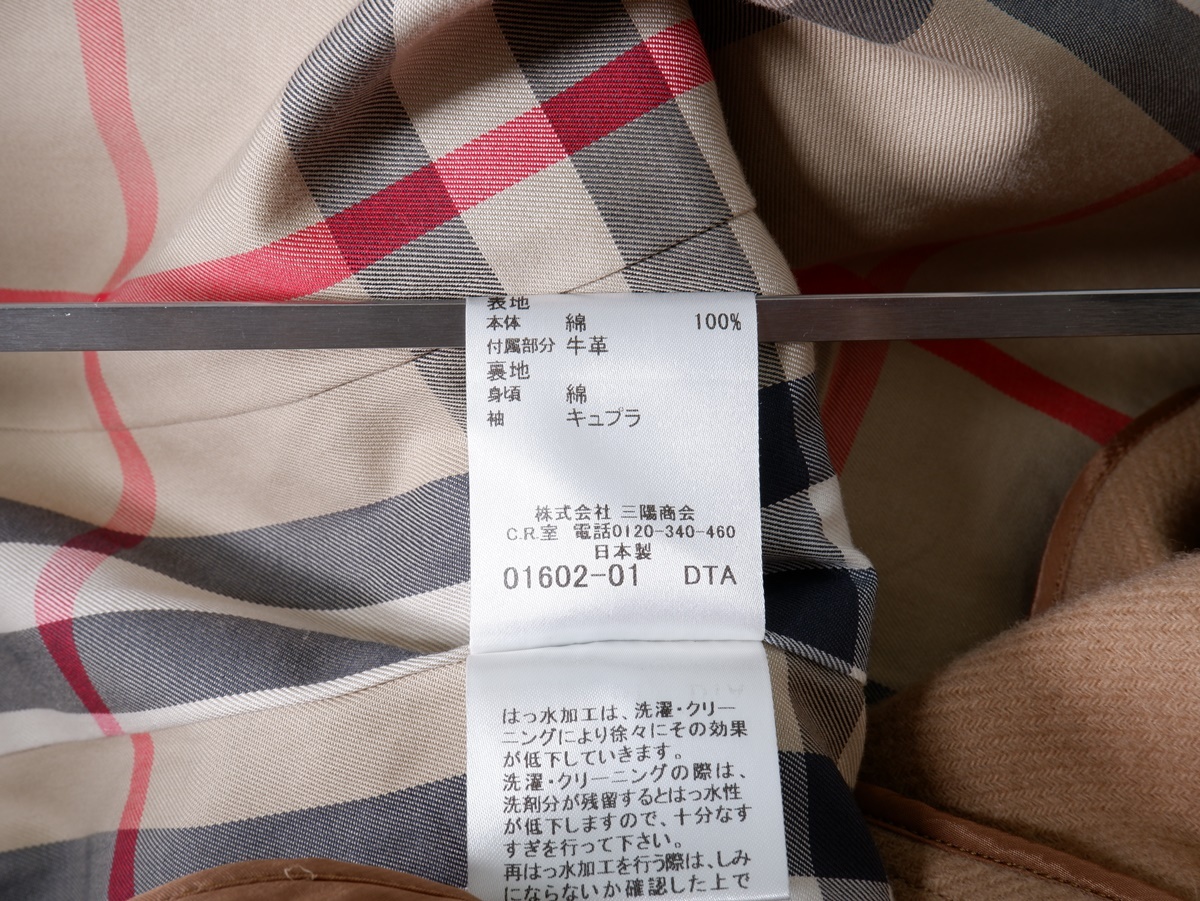 表地
本体 綿 100%
付属部分 牛革
裏地
身頃 綿
袖 キュプラ
株式会社 三陽商会
C.R.室 電話0120-340-460
日本製
01602-01 DTA
はっ水加工は、洗濯・クリー
ニングにより徐々にその効果
が低下していきます。
洗濯・クリーニングの際は、
洗剤分が残留するとはっ水性
が低下しますので、十分なす
すぎを行って下さい。
再はっ水加工を行う際は、しみ
にならないか確認した上で